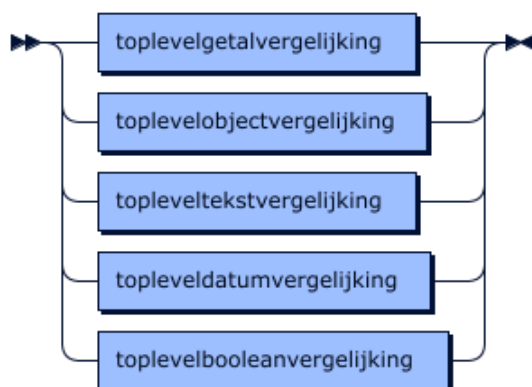 toplevelgetalvergelijking
toplevelobjectvergelijking
topleveltekstvergelijking
topleveldatumvergelijking
toplevelbooleanvergelijking